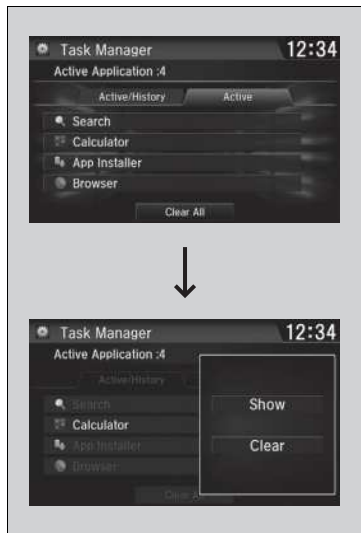 Task Manager 12:34
Active Application :4
Active/History Active
Search
Calculator
App Installer
Browser
Clear All
Task Manager 12:34
Active Application :4
Active/History
Search
Show
Calculator
App Installer
Clear
Browser
Clear A